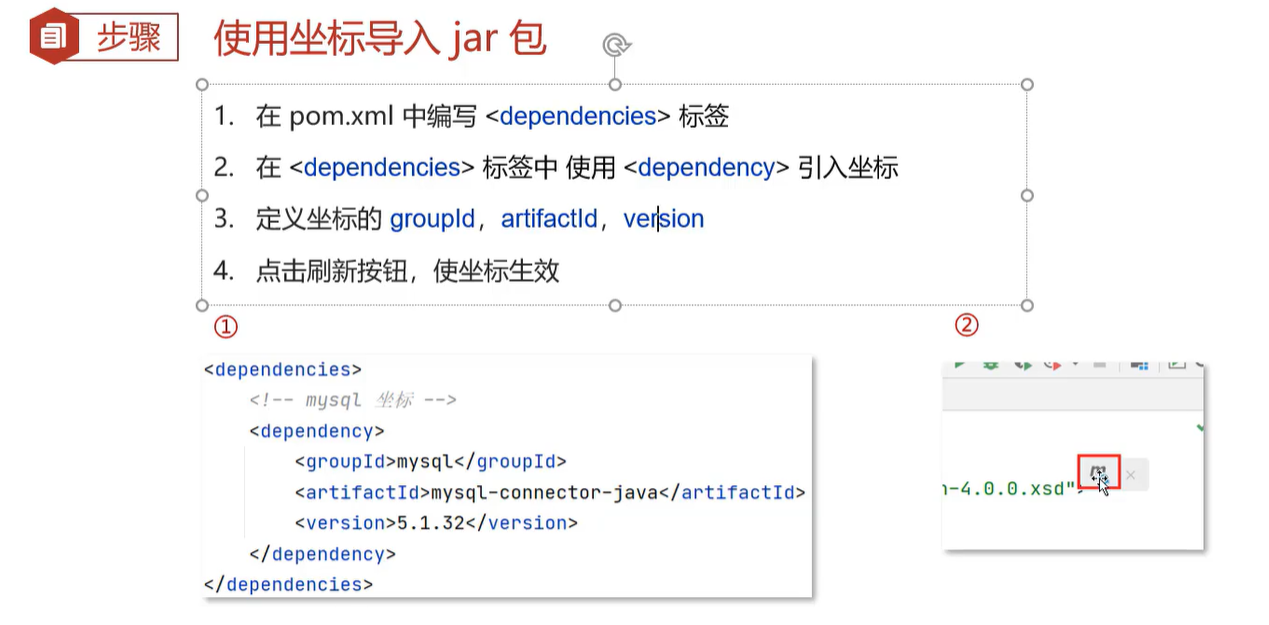 步骤
使用坐标导入 jar 包
1. 在 pom.xml 中编写 <dependencies> 标签
2. 在 <dependencies> 标签中 使用 <dependency> 引入坐标
3. 定义坐标的 groupId，artifactId，version
4. 点击刷新按钮，使坐标生效
①
②
<dependencies>
<!-- mysql 坐标 -->
<dependency>
<groupId>mysql</groupId>
<artifactId>mysql-connector-java</artifactId>
<version>5.1.32</version>
</dependency>
</dependencies>
-4.0.0.xsd">